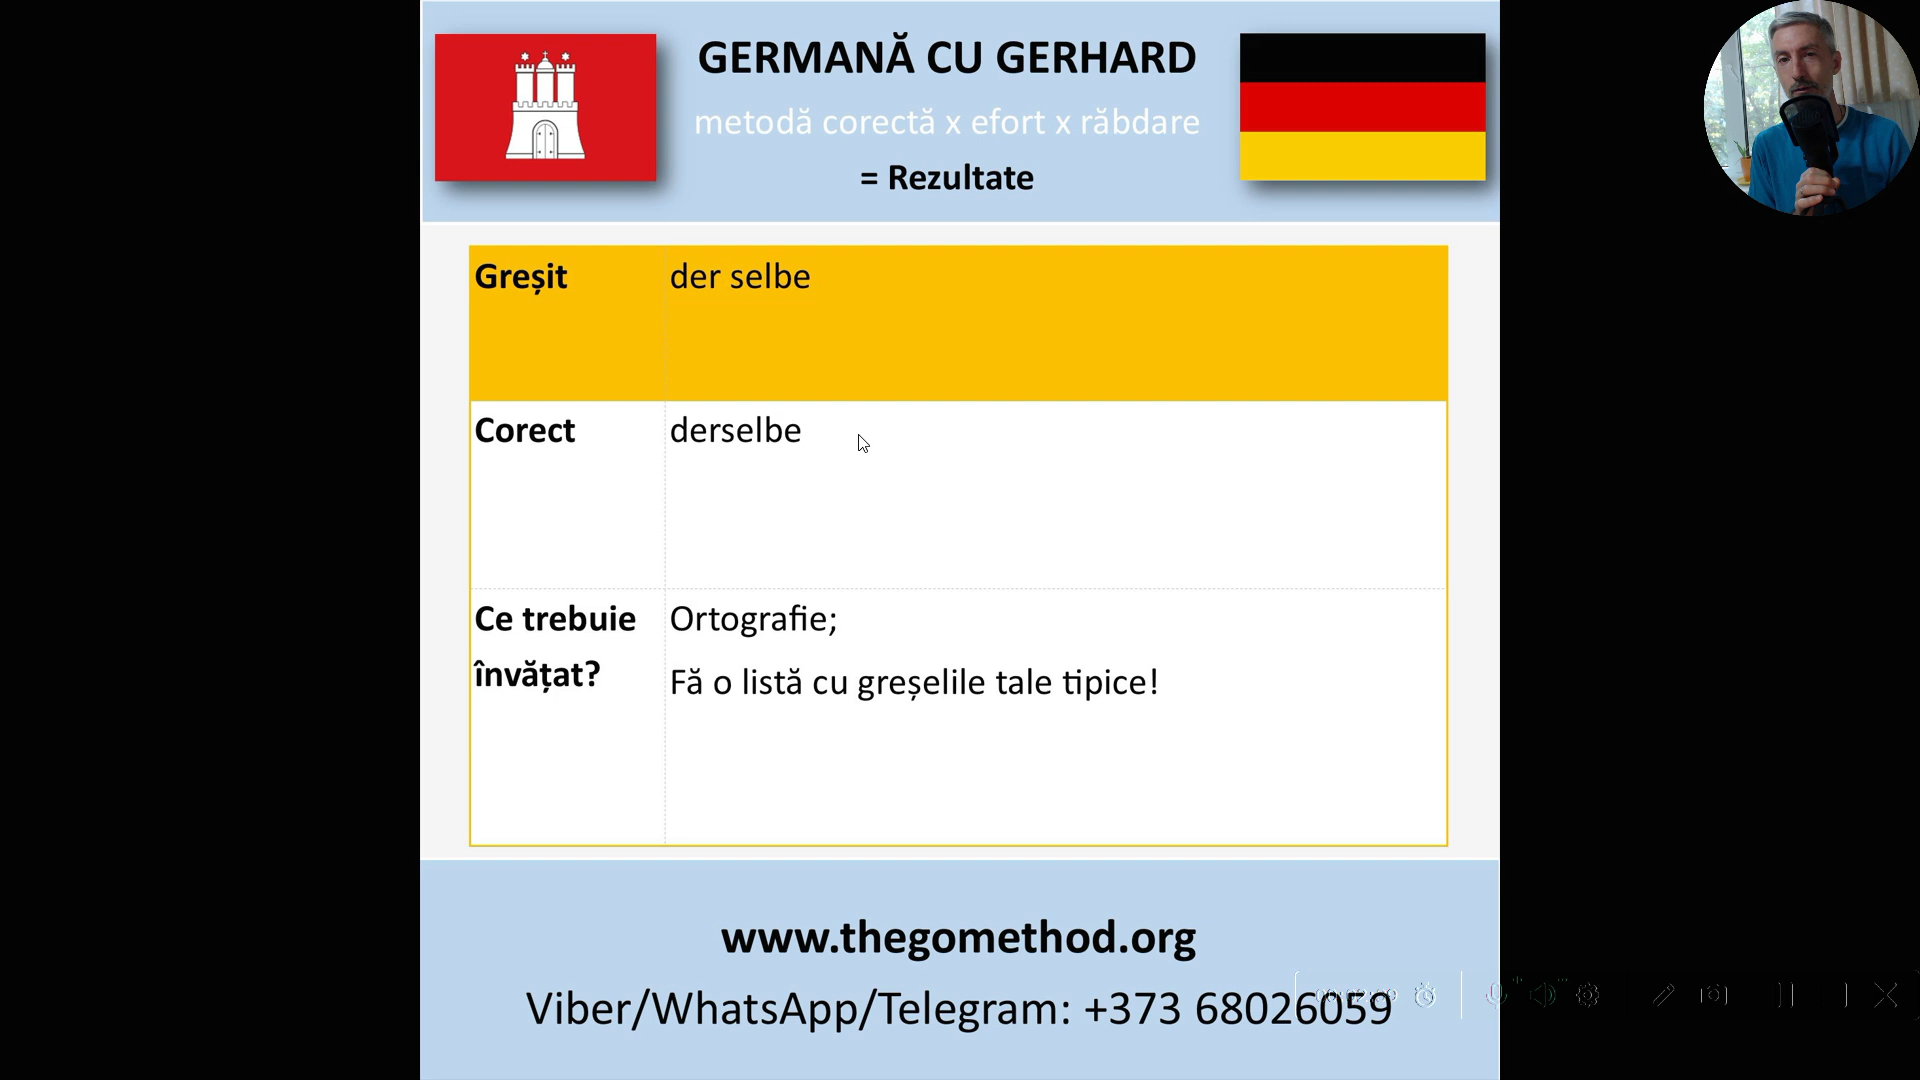 GERMANĂ CU GERHARD
metodă corectă x efort x răbdare
= Rezultate
Greșit der selbe
Corect derselbe
Ce trebuie Ortografie;
învățat? Fă o listă cu greșelile tale tipice!
www.thegomethod.org
Viber/WhatsApp/Telegram: +373 68026059